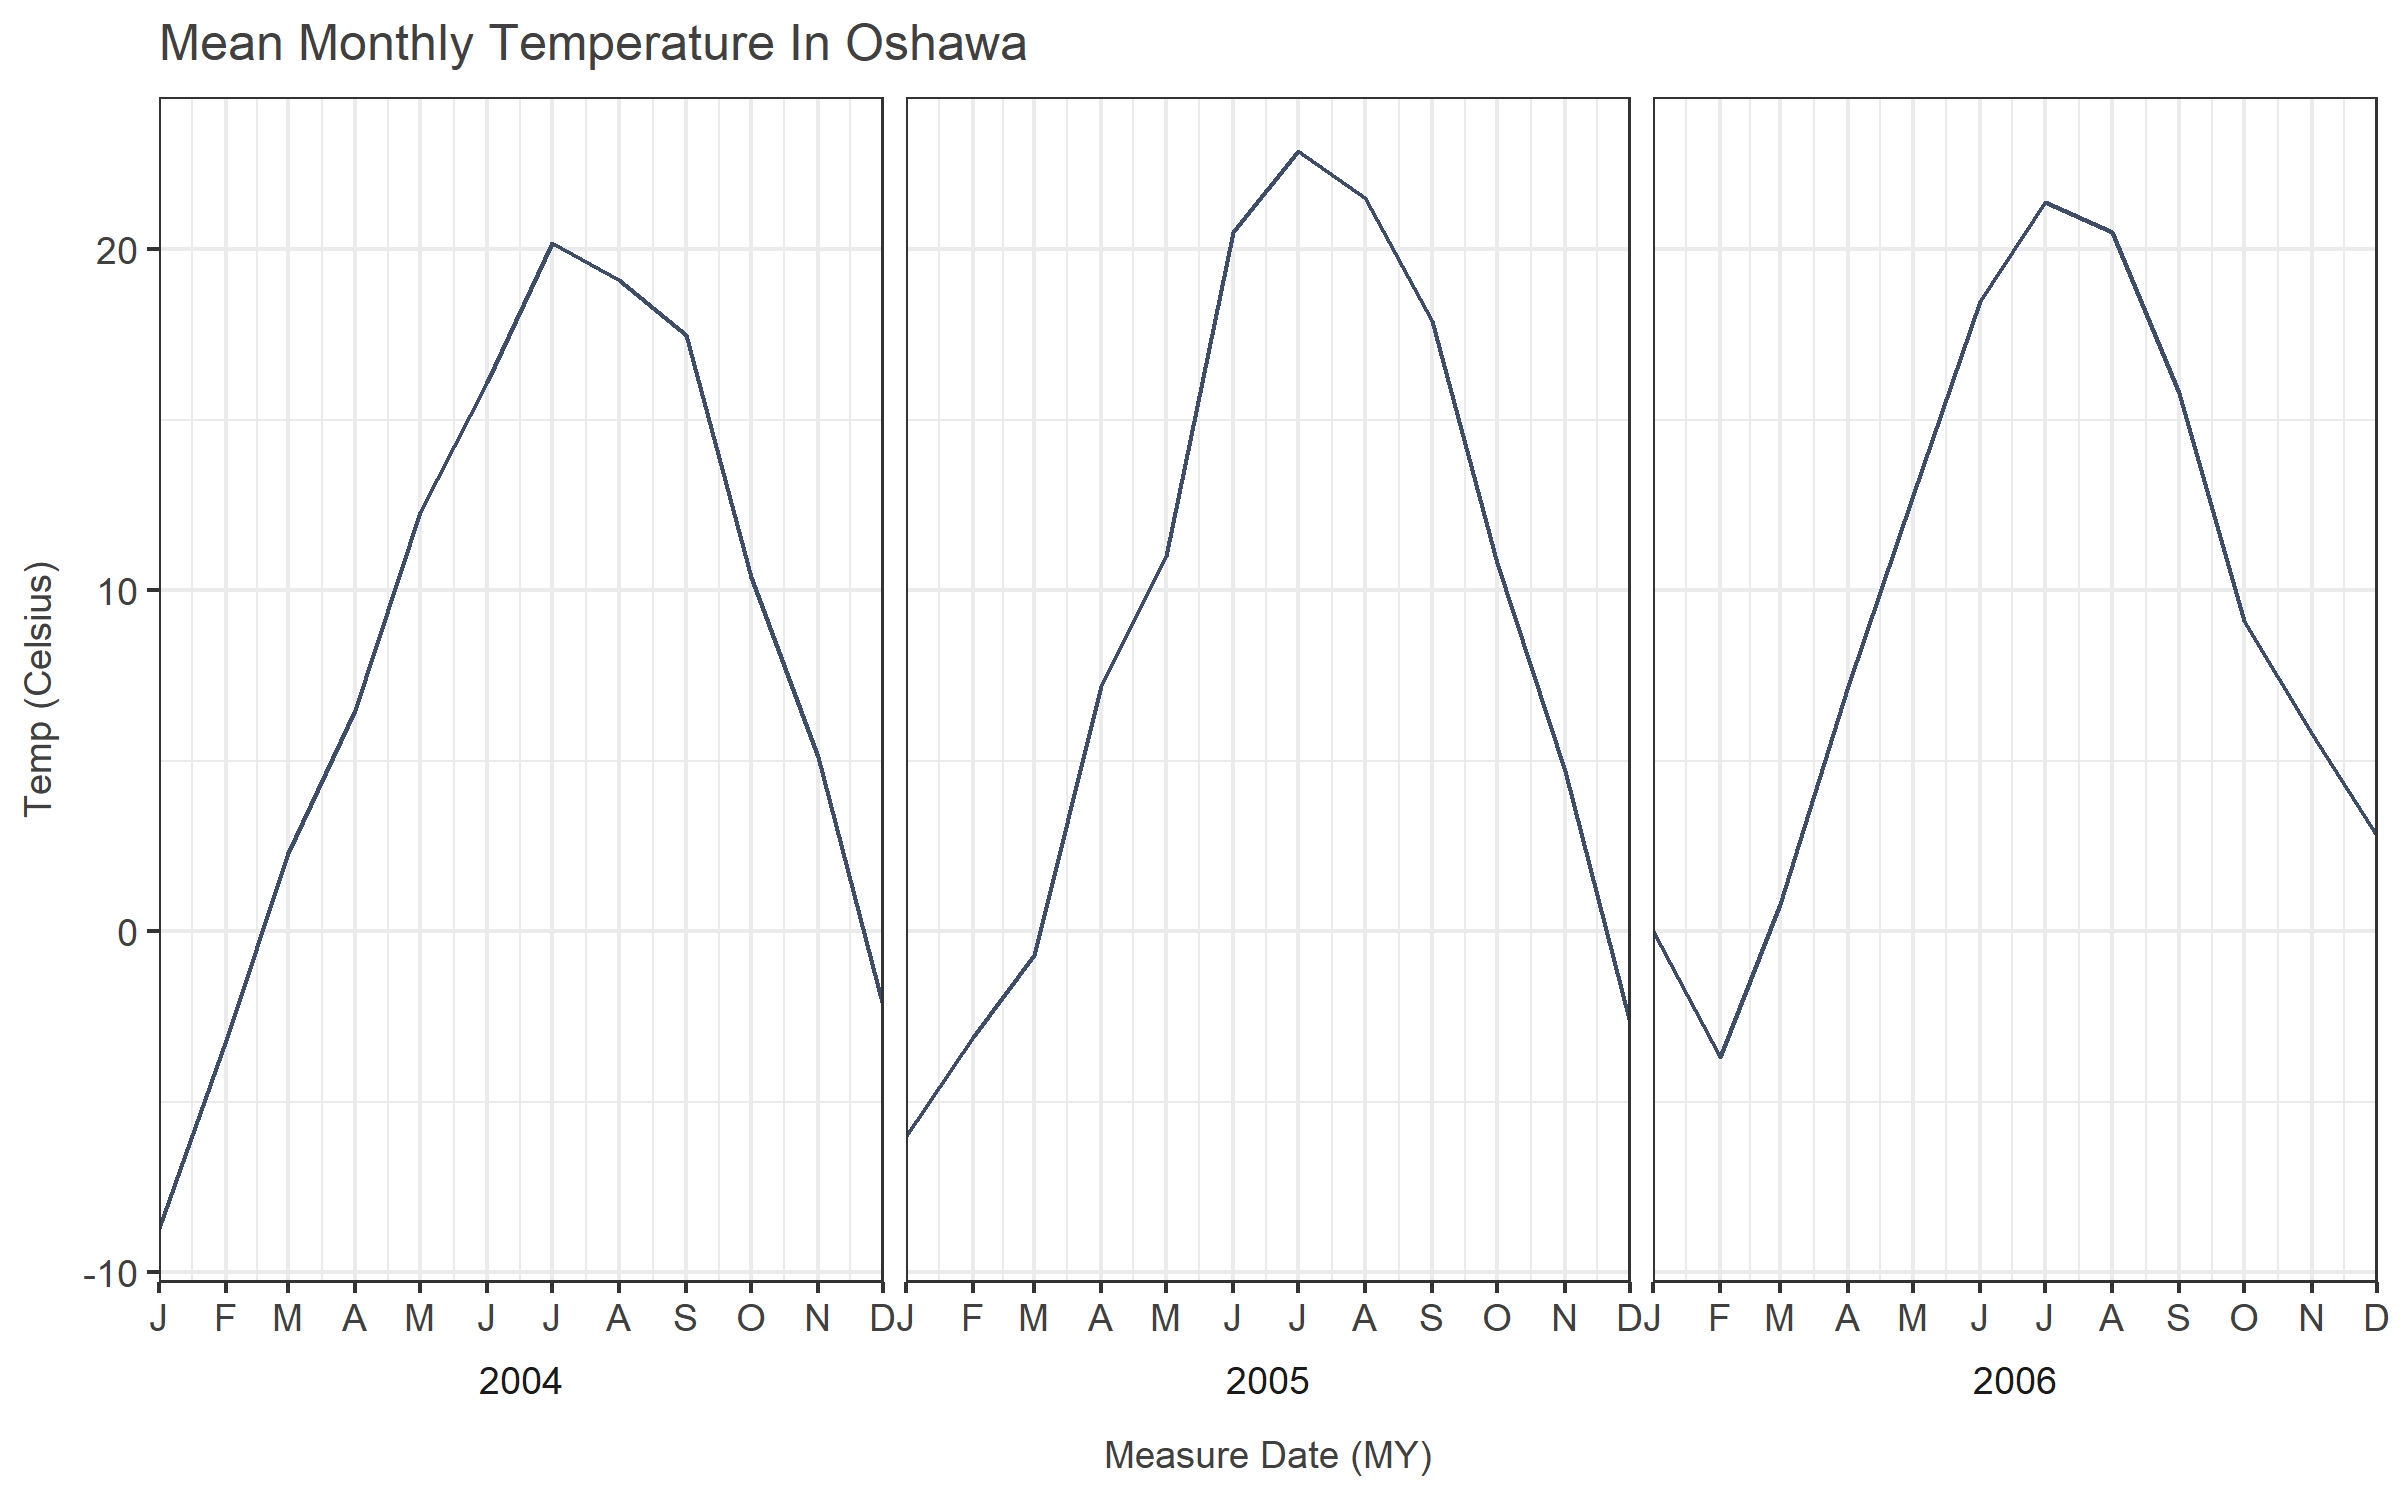 Mean Monthly Temperature In Oshawa
Temp (Celsius)
20
10
0
-10
J F M A M J J A S O N D J F M A M J J A S O N D J F M A M J J A S O N D
2004 2005 2006
Measure Date (MY)